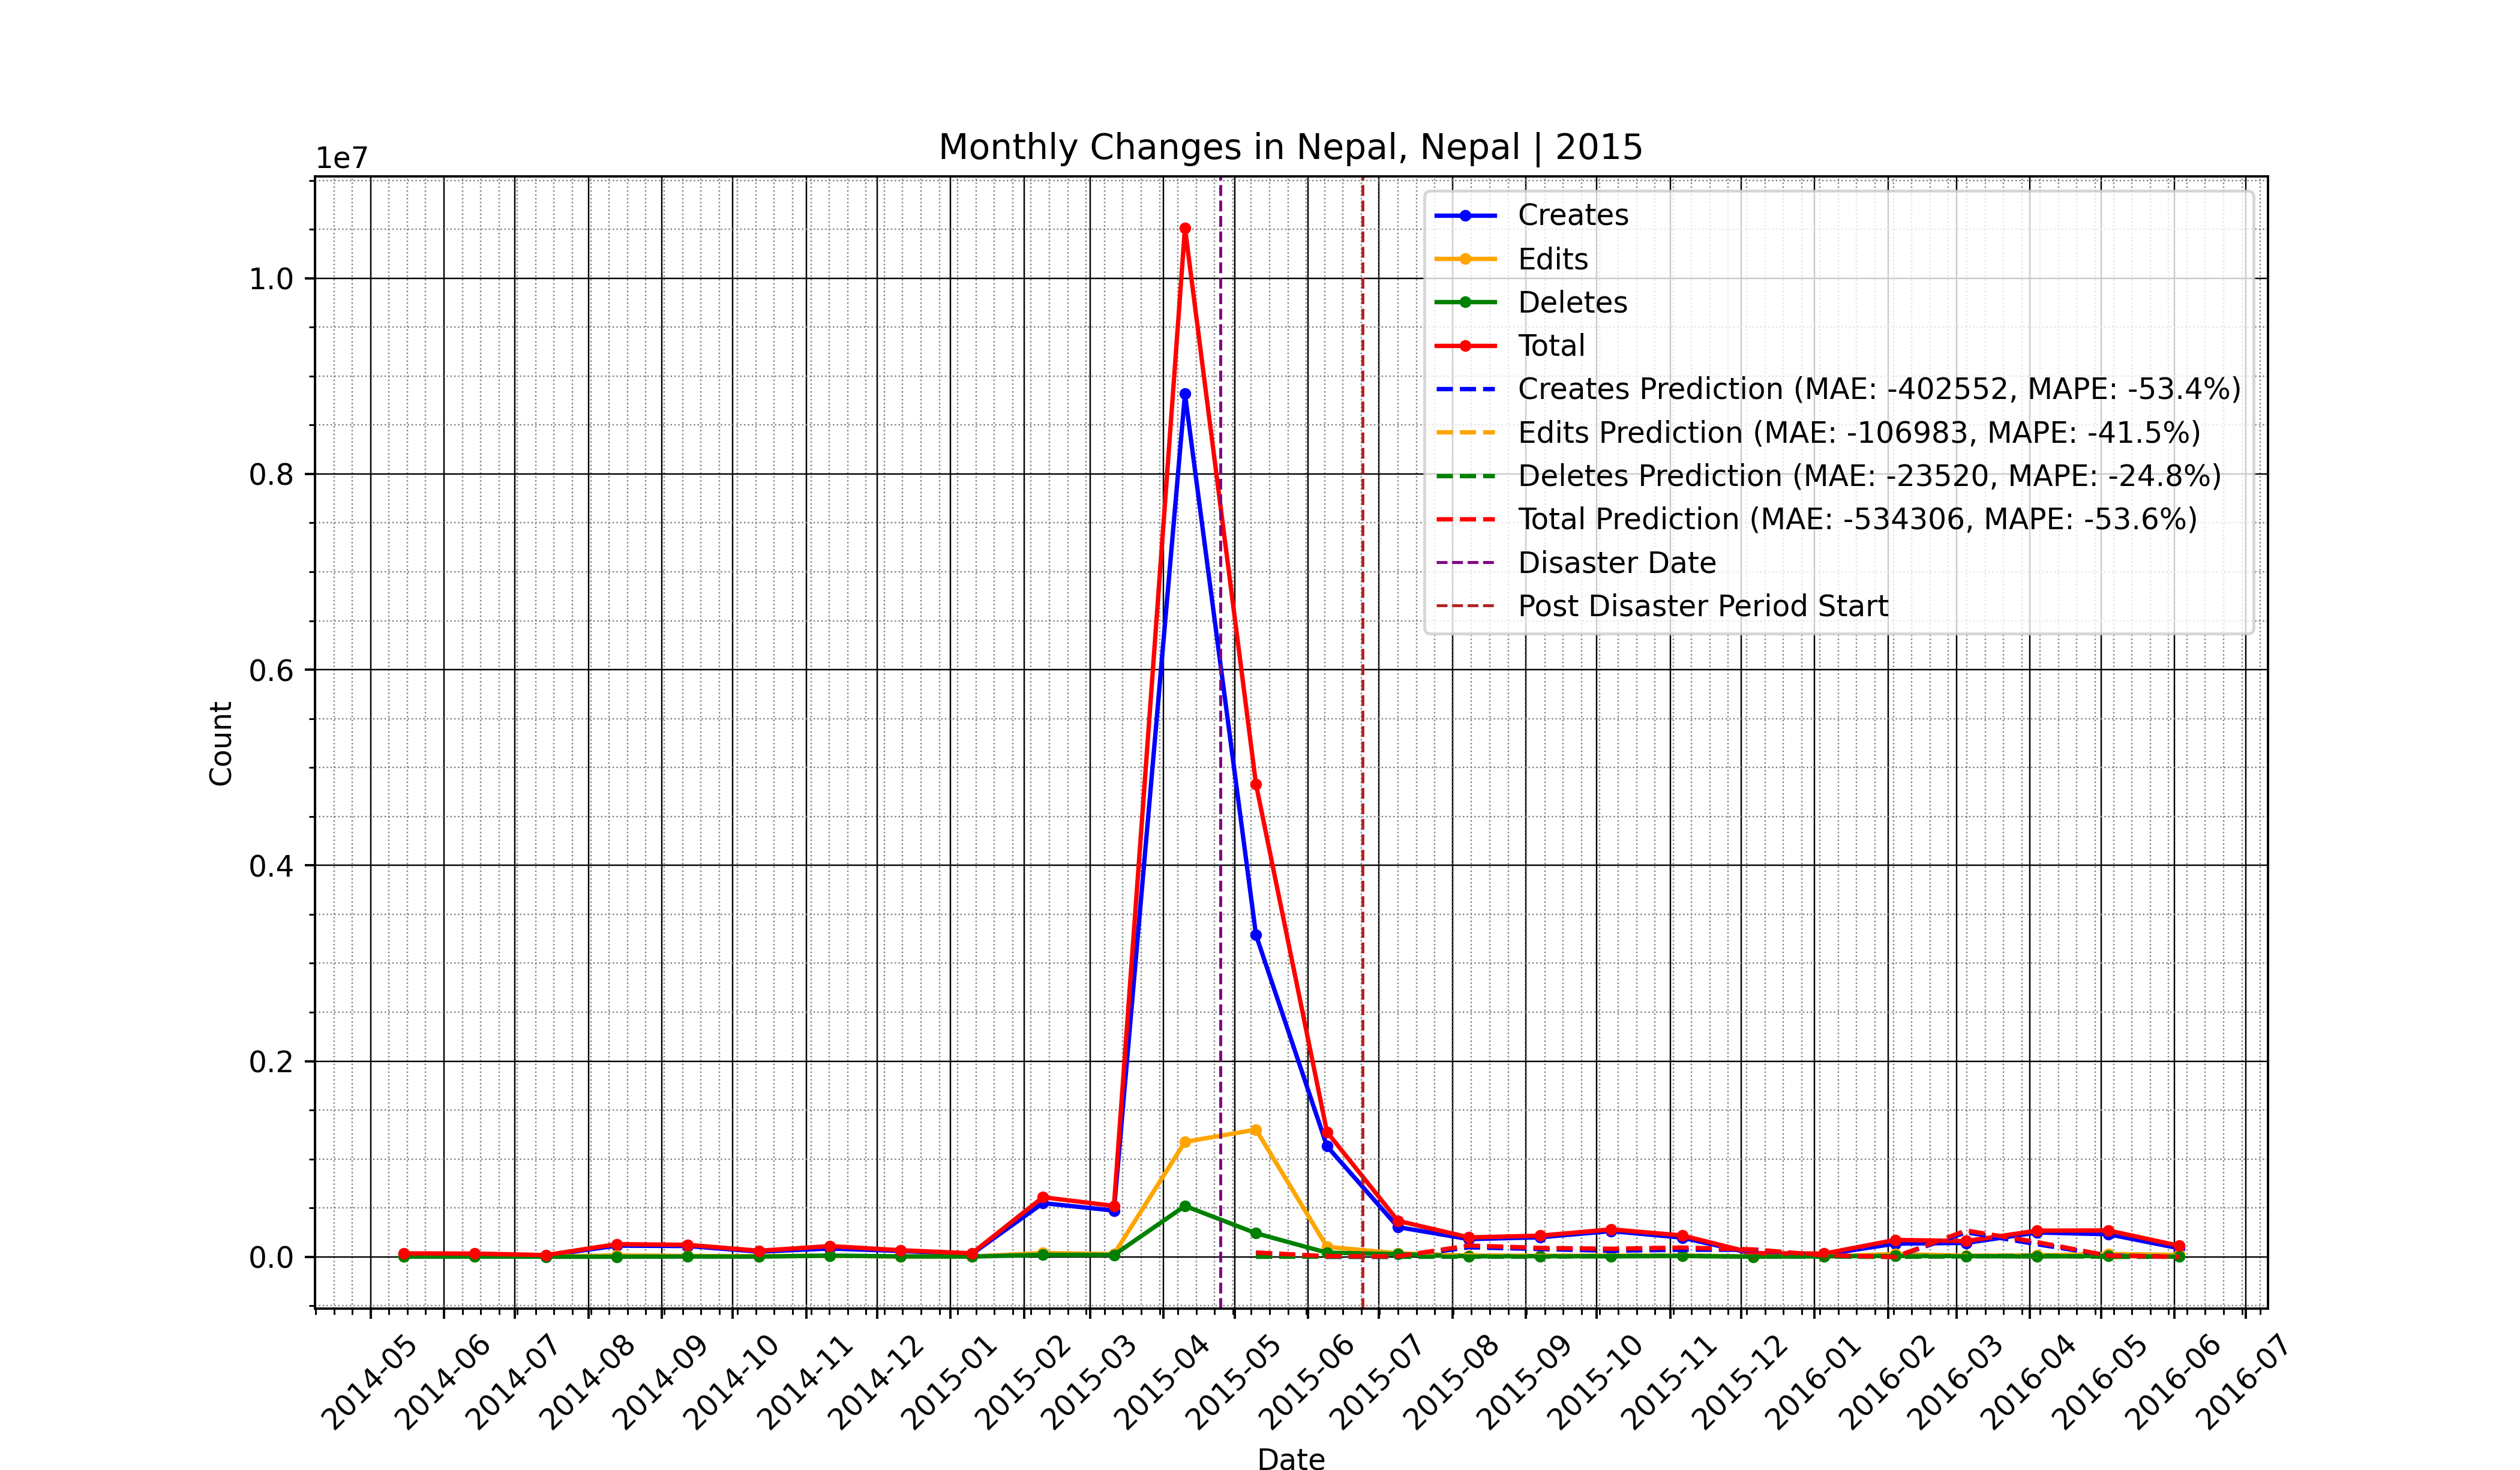 Monthly Changes in Nepal, Nepal | 2015
1e7
Creates
Edits
Deletes
Total
Creates Prediction (MAE: -402552, MAPE: -53.4%)
Edits Prediction (MAE: -106983, MAPE: -41.5%)
Deletes Prediction (MAE: -23520, MAPE: -24.8%)
Total Prediction (MAE: -534306, MAPE: -53.6%)
Disaster Date
Post Disaster Period Start
1.0
0.8
0.6
0.4
0.2
0.0
Count
2014-05
2014-06
2014-07
2014-08
2014-09
2014-10
2014-11
2014-12
2015-01
2015-02
2015-03
2015-04
2015-05
2015-06
2015-07
2015-08
2015-09
2015-10
2015-11
2015-12
2016-01
2016-02
2016-03
2016-04
2016-05
2016-06
2016-07
Date